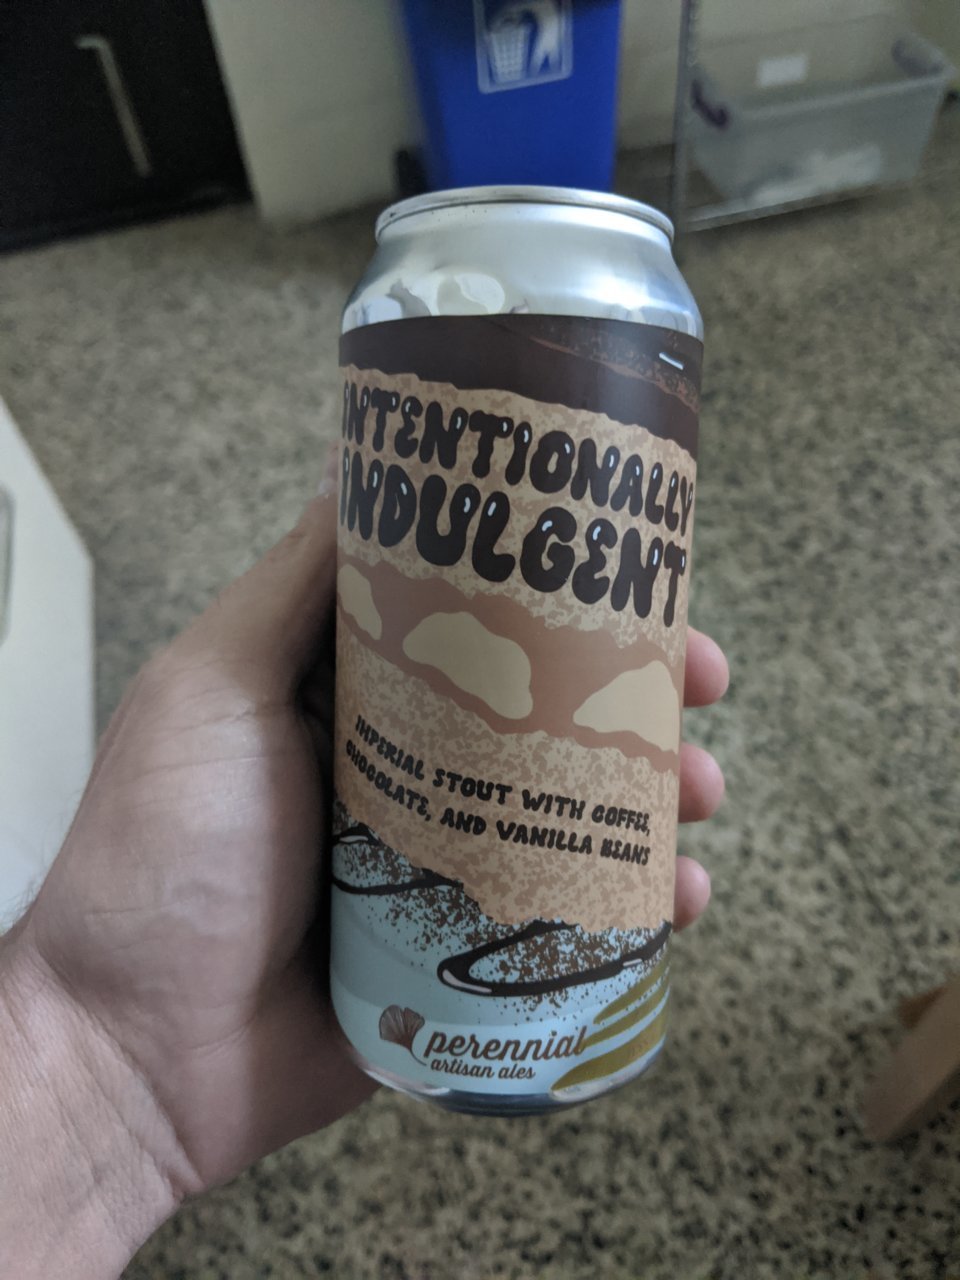 INTENTIONALLY
INDULGENT
IMPERIAL STOUT WITH COFFEE,
CHOCOLATE, AND VANILLA BEANS
perennial
artisan ales